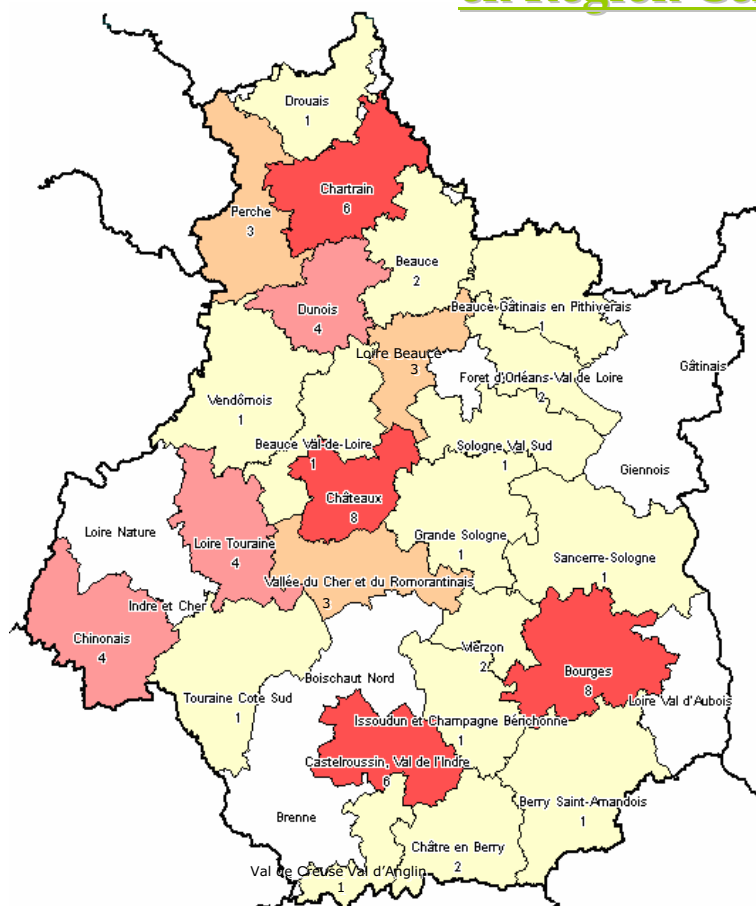 en Région
Drouais
1
Chartrain
6
Perche
3
Beauce
2
Dunois
4
Beauce-Gâtinais en Pithiverais
1
Loire Beauce
3
Gâtinais
Foret d'Orléans-Val de Loire
2
Vendômois
1
Beauce Val-de-Loire
1
Sologne Val Sud
1
Giennois
Châteaux
8
Loire Nature
Loire Touraine
4
Grande Sologne
1
Sancerre-Sologne
1
Vallée du Cher et du Romorantinais
3
Indre et Cher
Chinonais
4
Vierzon
2
Bourges
8
Boischaut Nord
Touraine Coté Sud
1
Loire Val d'Aubois
Issoudun et Champagne Bérichonne
1
Castelroussin, Val de l'Indre
6
Berry Saint-Amandois
1
Brenne
Châtre en Berry
2
Val de Creuse Val d'Anglin
1